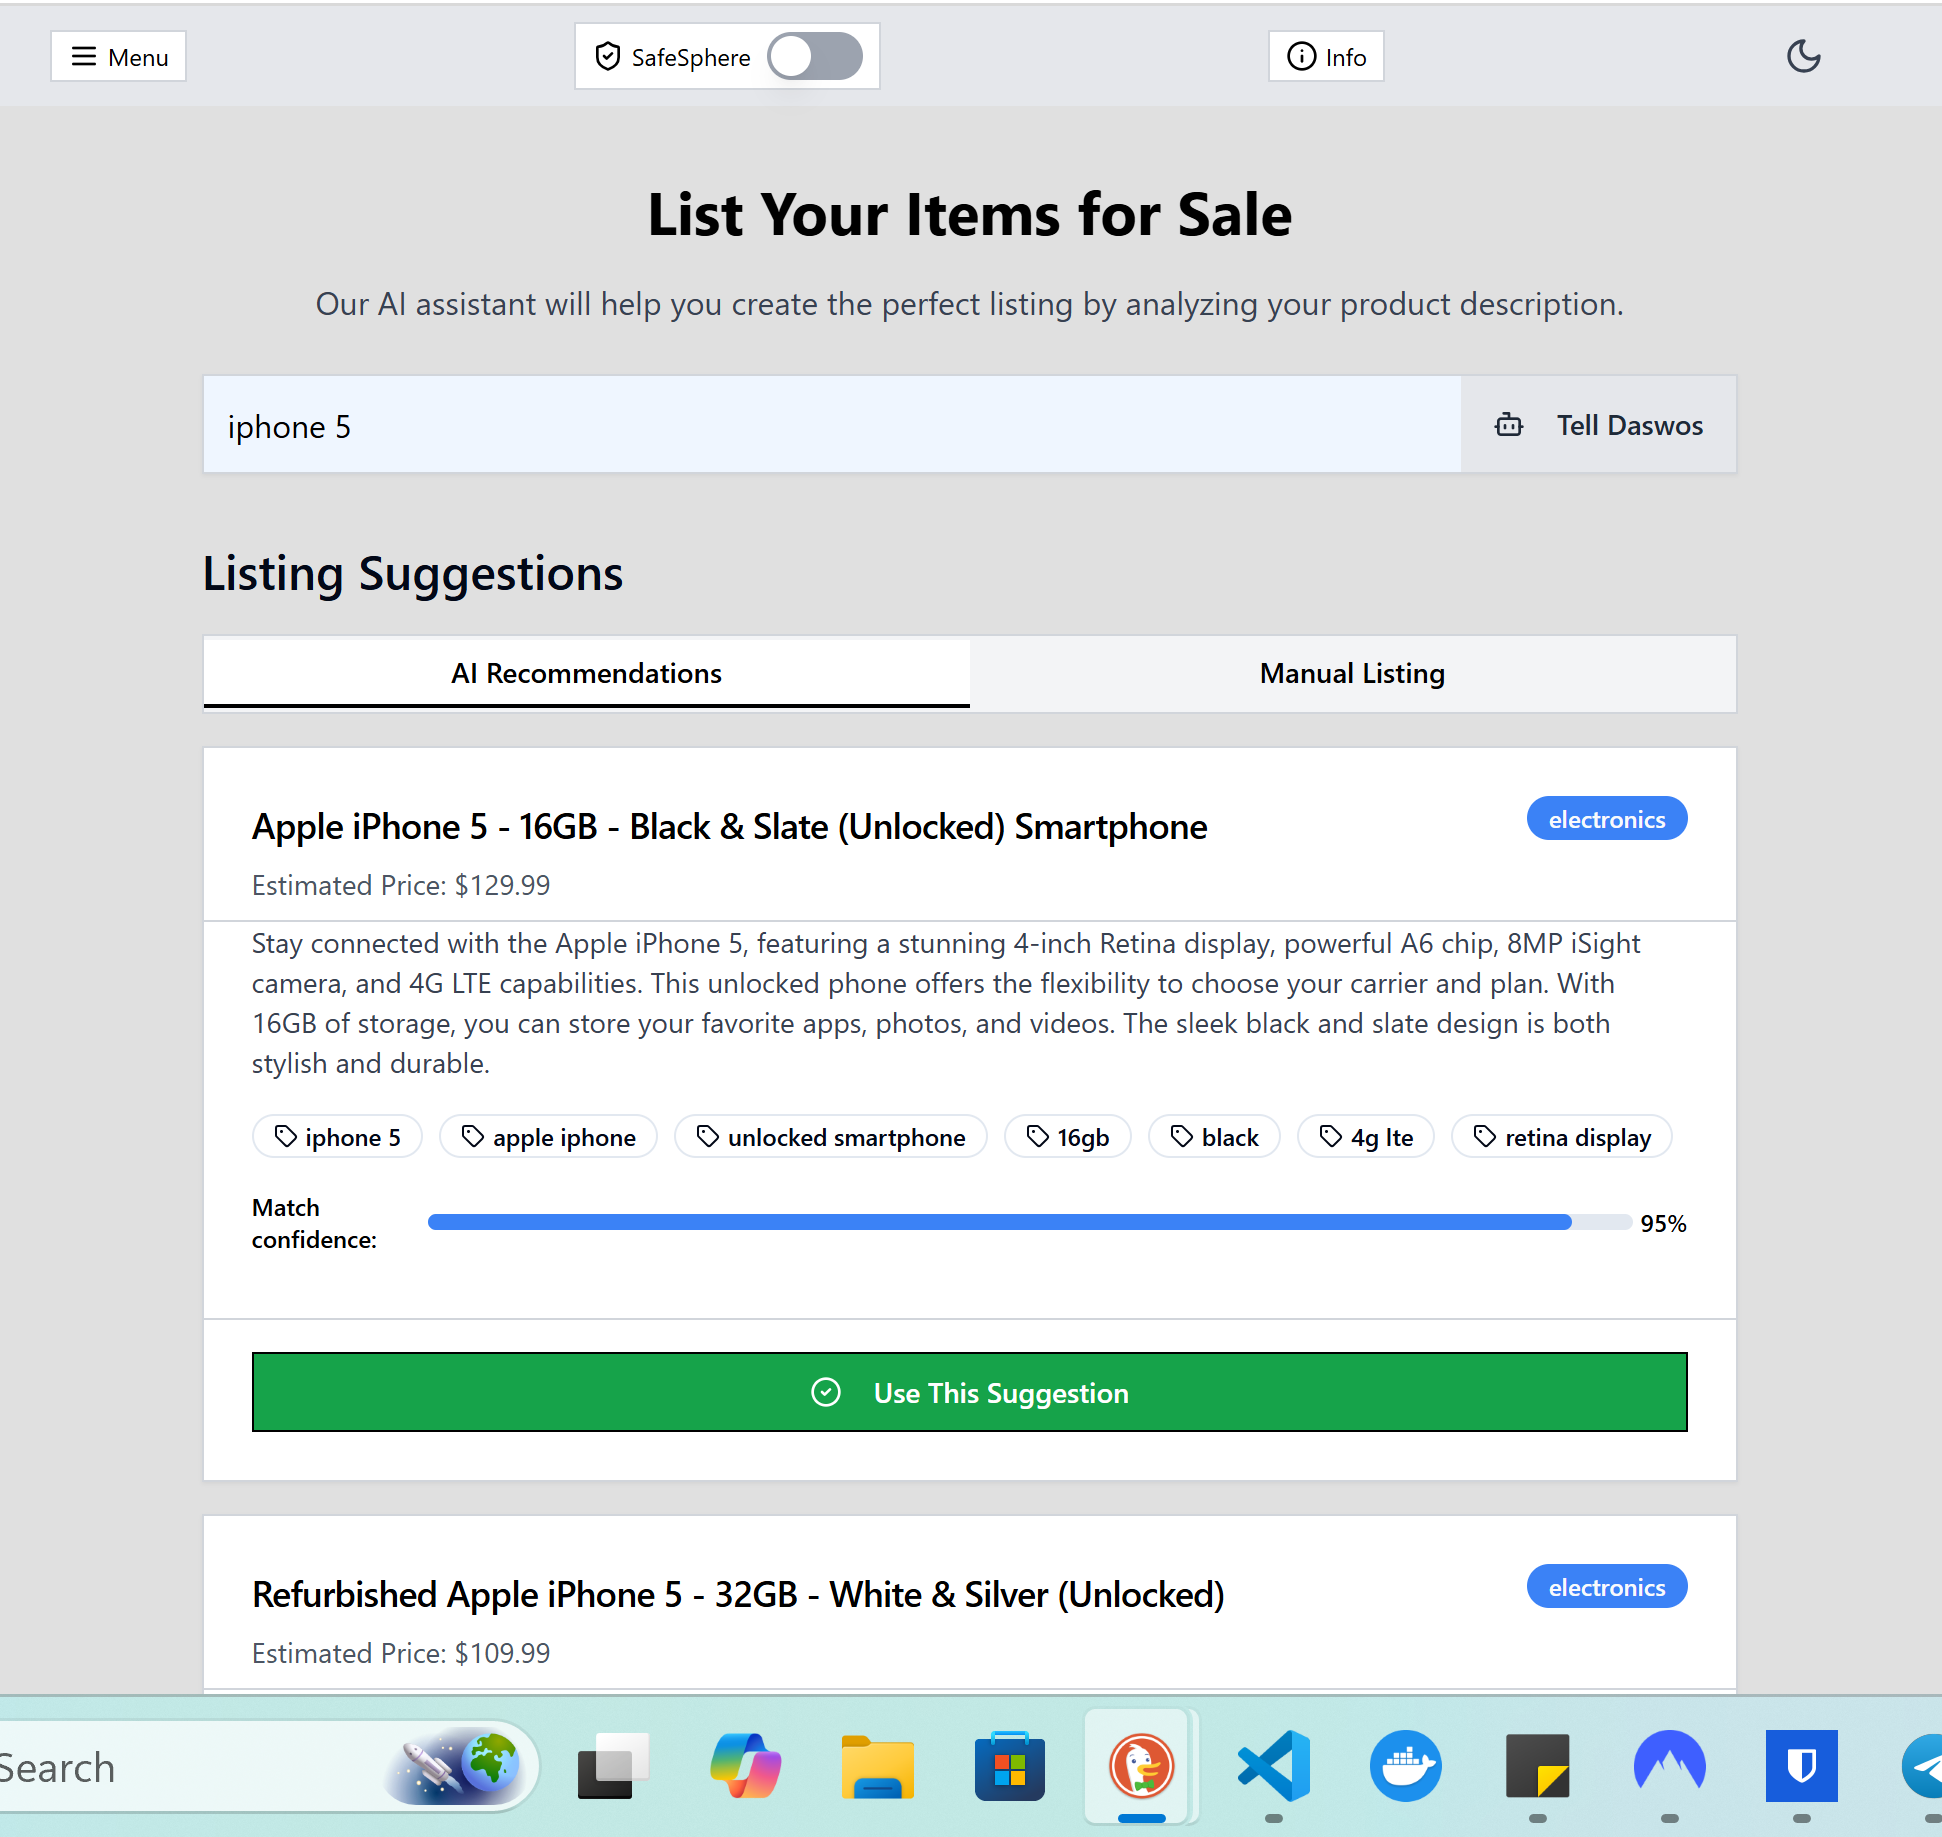 Menu
SafeSphere
Info
List Your Items for Sale
Our AI assistant will help you create the perfect listing by analyzing your product description.
iphone 5
Tell Daswos
Listing Suggestions
AI Recommendations
Manual Listing
Apple iPhone 5 - 16GB - Black & Slate (Unlocked) Smartphone
electronics
Estimated Price: $129.99
Stay connected with the Apple iPhone 5, featuring a stunning 4-inch Retina display, powerful A6 chip, 8MP iSight
camera, and 4G LTE capabilities. This unlocked phone offers the flexibility to choose your carrier and plan. With
16GB of storage, you can store your favorite apps, photos, and videos. The sleek black and slate design is both
stylish and durable.
iphone 5
apple iphone
unlocked smartphone
16gb
black
4g lte
retina display
Match
confidence:
95%
Use This Suggestion
Refurbished Apple iPhone 5 - 32GB - White & Silver (Unlocked)
electronics
Estimated Price: $109.99
Search